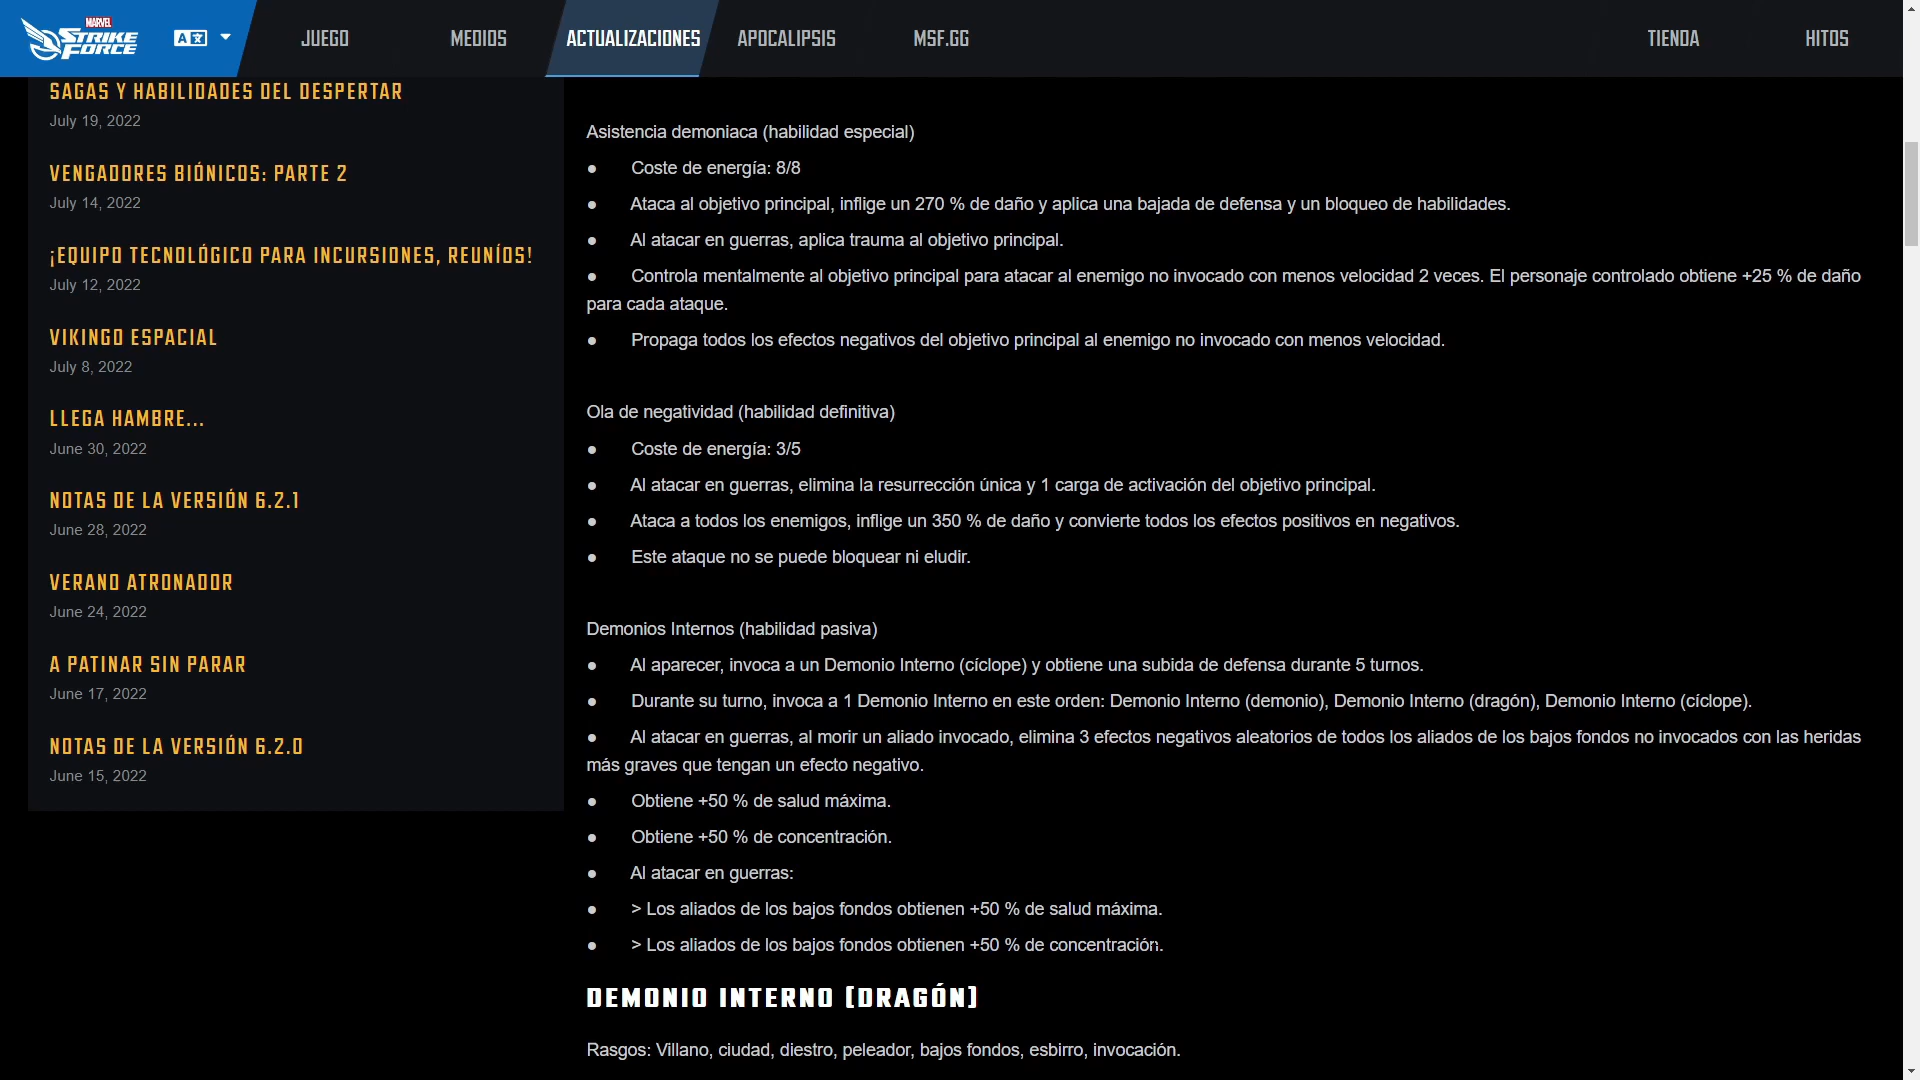 MARVEL
STRIKE
FORCE
A文
JUEGO
MEDIOS
ACTUALIZACIONES
APOCALIPSIS
MSF.GG
TIENDA
HITOS
SAGAS Y HABILIDADES DEL DESPERTAR
July 19, 2022
VENGADORES BIÓNICOS: PARTE 2
July 14, 2022
¡EQUIPO TECNOLÓGICO PARA INCURSIONES, REUNÍOS!
July 12, 2022
VIKINGO ESPACIAL
July 8, 2022
LLEGA HAMBRE...
June 30, 2022
NOTAS DE LA VERSIÓN 6.2.1
June 28, 2022
VERANO ATRONADOR
June 24, 2022
A PATINAR SIN PARAR
June 17, 2022
NOTAS DE LA VERSIÓN 6.2.0
June 15, 2022
Asistencia demoniaca (habilidad especial)
● Coste de energía: 8/8
● Ataca al objetivo principal, inflige un 270 % de daño y aplica una bajada de defensa y un bloqueo de habilidades.
● Al atacar en guerras, aplica trauma al objetivo principal.
● Controla mentalmente al objetivo principal para atacar al enemigo no invocado con menos velocidad 2 veces. El personaje controlado obtiene +25 % de daño
para cada ataque.
● Propaga todos los efectos negativos del objetivo principal al enemigo no invocado con menos velocidad.
Ola de negatividad (habilidad definitiva)
● Coste de energía: 3/5
● Al atacar en guerras, elimina la resurrección única y 1 carga de activación del objetivo principal.
● Ataca a todos los enemigos, inflige un 350 % de daño y convierte todos los efectos positivos en negativos.
● Este ataque no se puede bloquear ni eludir.
Demonios Internos (habilidad pasiva)
● Al aparecer, invoca a un Demonio Interno (cíclope) y obtiene una subida de defensa durante 5 turnos.
● Durante su turno, invoca a 1 Demonio Interno en este orden: Demonio Interno (demonio), Demonio Interno (dragón), Demonio Interno (cíclope).
● Al atacar en guerras, al morir un aliado invocado, elimina 3 efectos negativos aleatorios de todos los aliados de los bajos fondos no invocados con las heridas
más graves que tengan un efecto negativo.
● Obtiene +50 % de salud máxima.
● Obtiene +50 % de concentración.
● Al atacar en guerras:
● > Los aliados de los bajos fondos obtienen +50 % de salud máxima.
● > Los aliados de los bajos fondos obtienen +50 % de concentración.
DEMONIO INTERNO (DRAGÓN)
Rasgos: Villano, ciudad, diestro, peleador, bajos fondos, esbirro, invocación.